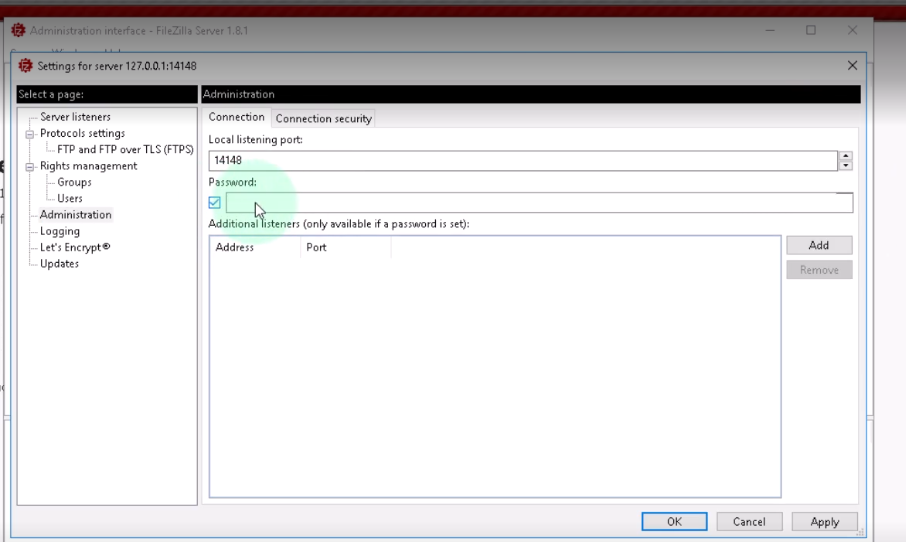 Administration interface - FileZilla Server 1.8.1
Settings for server 127.0.0.1:14148
Select a page:
Administration
Server listeners
Protocols settings
FTP and FTP over TLS (FTPS)
Rights management
Groups
Users
Administration
Logging
Let's Encrypt®
Updates
Connection
Connection security
Local listening port:
14148
Password:
Additional listeners (only available if a password is set):
Address
Port
Add
Remove
OK
Cancel
Apply